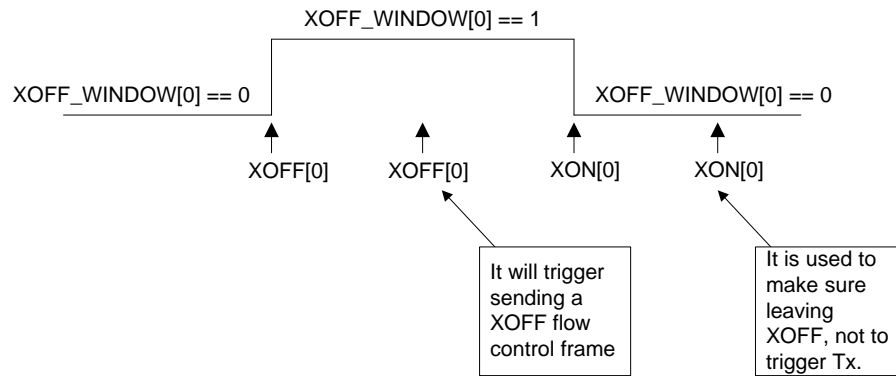 XOFF_WINDOW[0] == 1
XOFF_WINDOW[0] == 0
XOFF_WINDOW[0] == 0
XOFF[0]
XOFF[0]
XON[0]
XON[0]
It will trigger
sending a
XOFF flow
control frame
It is used to
make sure
leaving
XOFF, not to
trigger Tx.